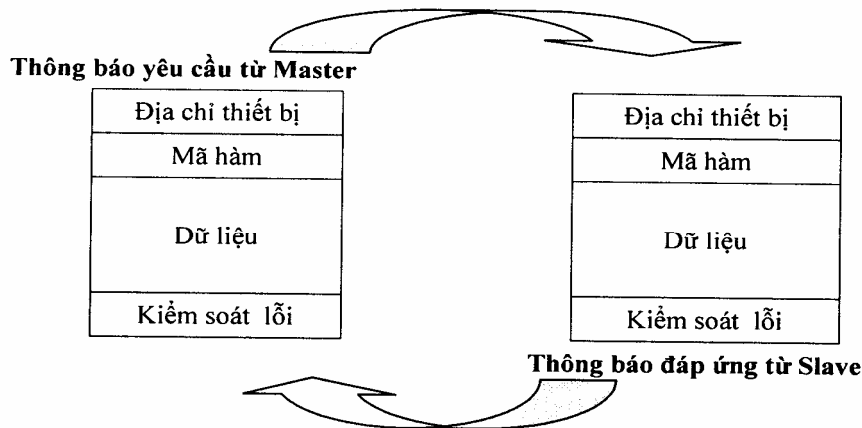 Thông báo yêu cầu từ Master
Địa chỉ thiết bị
Mã hàm
Dữ liệu
Kiểm soát lỗi
Địa chỉ thiết bị
Mã hàm
Dữ liệu
Kiểm soát lỗi
Thông báo đáp ứng từ Slave